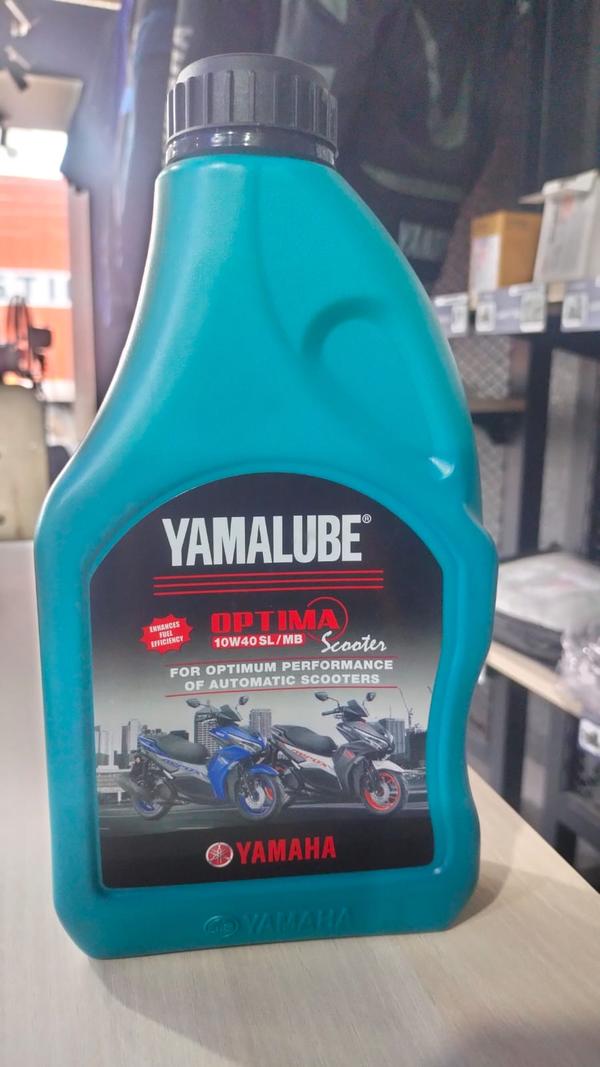 YAMALUBE®
ENHANCES
FUEL
EFFICIENCY
OPTIMA
10W40 SL/MB
Scooter
FOR OPTIMUM PERFORMANCE
OF AUTOMATIC SCOOTERS
YAMAHA
YAMAHA